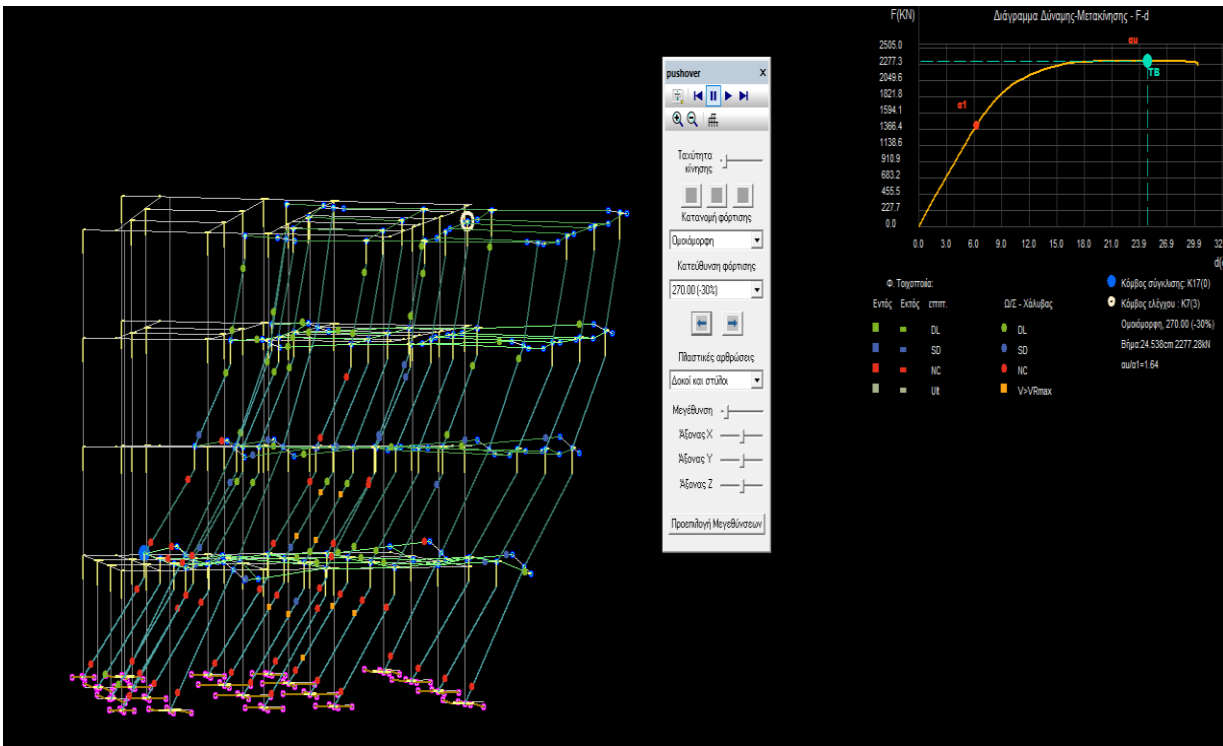 pushover x
Ταχύτητα
κίνησης
Κατανομή φόρτισης
Ομοιόμορφη
Κατεύθυνση φόρτισης
270.00 (-30%)
Πλαστικές αρθρώσεις
Δοκοί και στύλοι
Μεγέθυνση
Άξονας X
Άξονας Y
Άξονας Z
Προεπιλογή Μεγεθύνσεων
F(KN) Διάγραμμα Δύναμης-Μετακίνησης - F-d
2505.0
2277.3
2049.6
1821.8
1594.1
1366.4
1138.6
910.9
683.2
455.5
227.7
0.0
αu
TB
α1
0.0 3.0 6.0 9.0 12.0 15.0 18.0 21.0 23.9 26.9 29.9
Φ. Τοιχοποιία:
Εντός Εκτός επιπ. Ω/Σ - Χάλυβας
DL DL
SD SD
NC NC
Ult V>VRmax
Κόμβος σύγκλισης: K17(0)
Κόμβος ελέγχου : K7(3)
Ομοιόμορφη, 270.00 (-30%)
Βήμα:24.538cm 2277.28kN
αu/α1=1.64